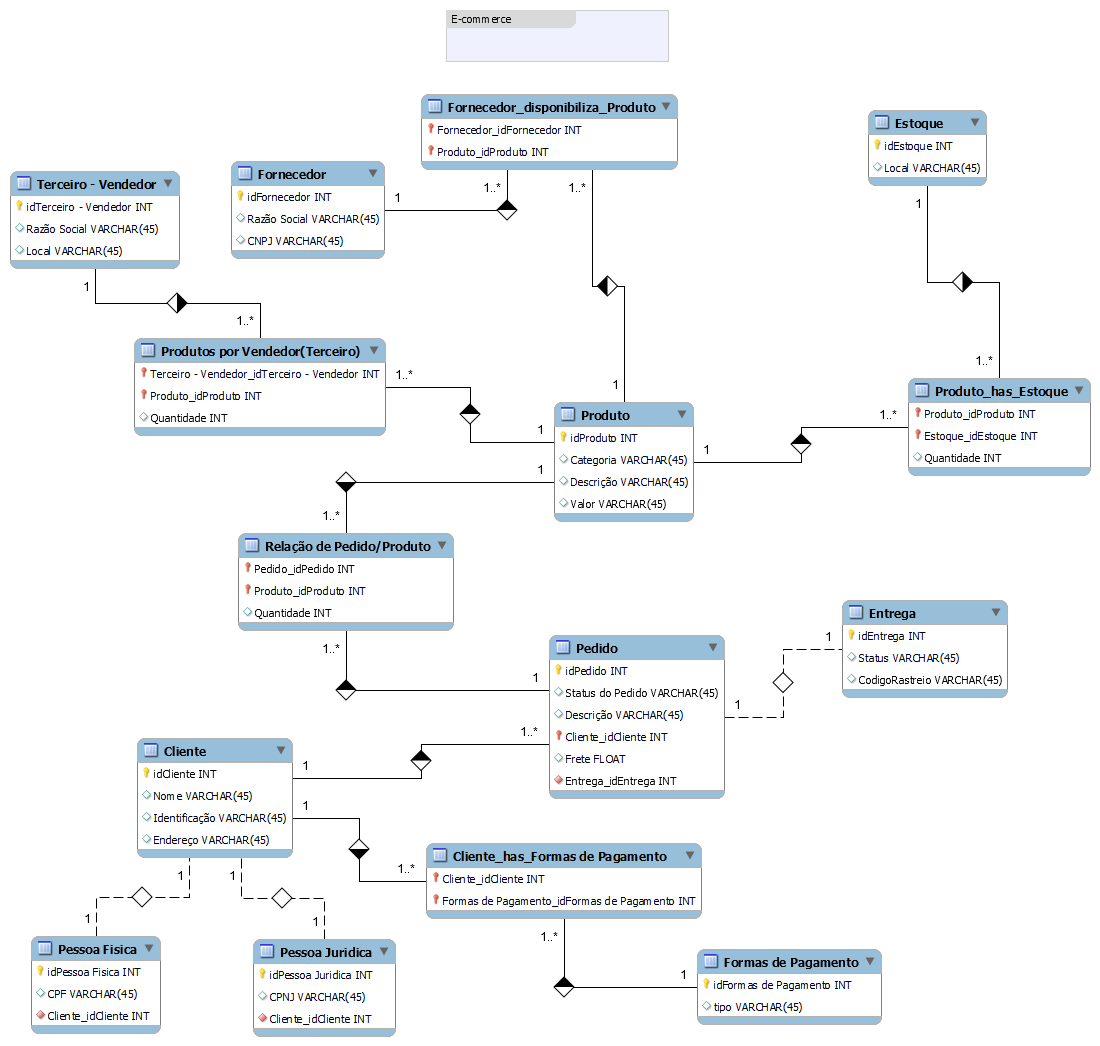 E-commerce
Fornecedor_disponibiliza_Produto
Fornecedor_idFornecedor INT
Produto_idProduto INT
1..*
1..*
Estoque
idEstoque INT
Local VARCHAR(45)
1
Terceiro - Vendedor
idTerceiro - Vendedor INT
Razão Social VARCHAR(45)
Local VARCHAR(45)
1
Fornecedor
idFornecedor INT
Razão Social VARCHAR(45)
CNPJ VARCHAR(45)
1
1..*
Produtos por Vendedor(Terceiro)
Terceiro - Vendedor_idTerceiro - Vendedor INT
Produto_idProduto INT
Quantidade INT
1..*
1
1..*
Produto_has_Estoque
Produto_idProduto INT
Estoque_idEstoque INT
Quantidade INT
1..*
Produto
idProduto INT
Categoria VARCHAR(45)
Descrição VARCHAR(45)
Valor VARCHAR(45)
1
1
1
1..*
Relação de Pedido/Produto
Pedido_idPedido INT
Produto_idProduto INT
Quantidade INT
1..*
1
Pedido
idPedido INT
Status do Pedido VARCHAR(45)
Descrição VARCHAR(45)
Cliente_idCliente INT
Frete FLOAT
Entrega_idEntrega INT
1..*
1
1
Entrega
idEntrega INT
Status VARCHAR(45)
CodigoRastreio VARCHAR(45)
Cliente
idCliente INT
Nome VARCHAR(45)
Identificação VARCHAR(45)
Endereço VARCHAR(45)
1
1
1
1
1..*
Cliente_has_Formas de Pagamento
Cliente_idCliente INT
Formas de Pagamento_idFormas de Pagamento INT
1
1
Pessoa Fisica
idPessoa Fisica INT
CPF VARCHAR(45)
Cliente_idCliente INT
Pessoa Juridica
idPessoa Juridica INT
CPNJ VARCHAR(45)
Cliente_idCliente INT
1..*
1
Formas de Pagamento
idFormas de Pagamento INT
tipo VARCHAR(45)